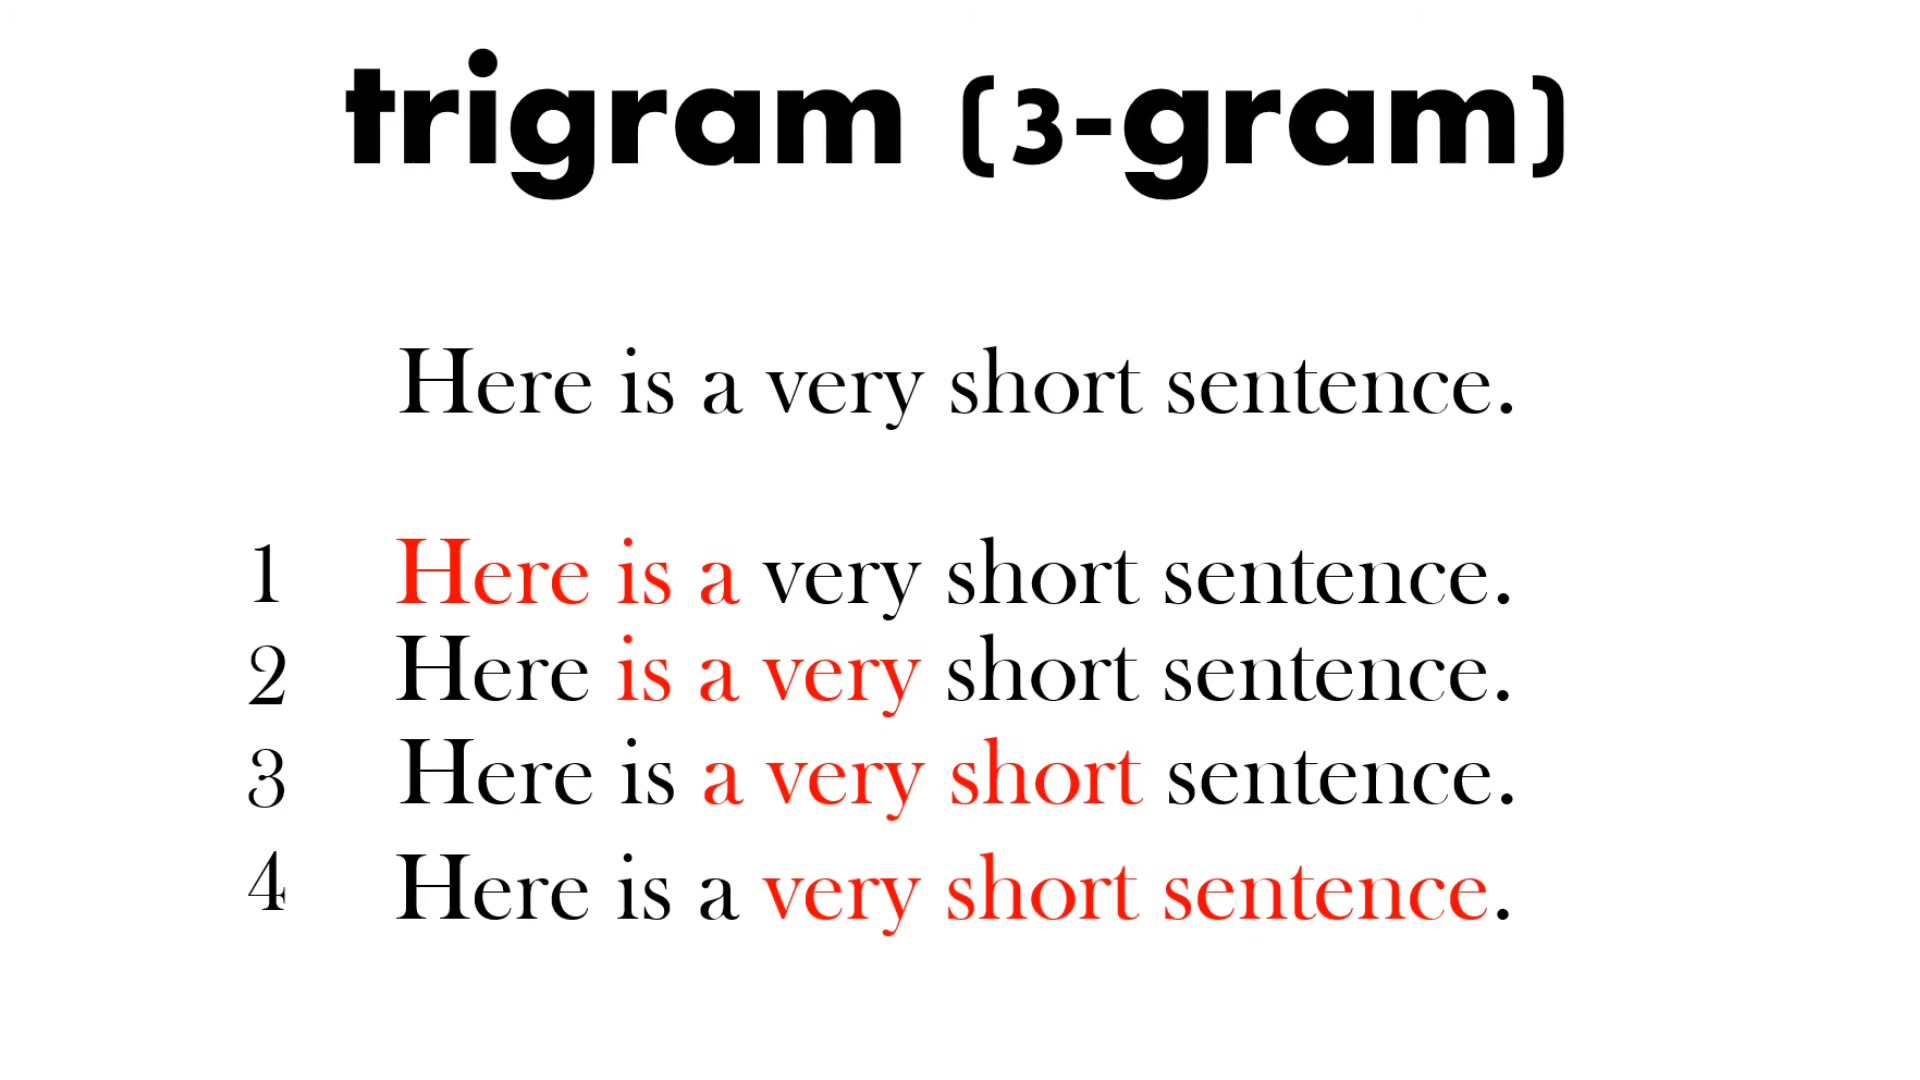 trigram (3-gram)
Here is a very short sentence.
1 Here is a very short sentence.
2 Here is a very short sentence.
3 Here is a very short sentence.
4 Here is a very short sentence.